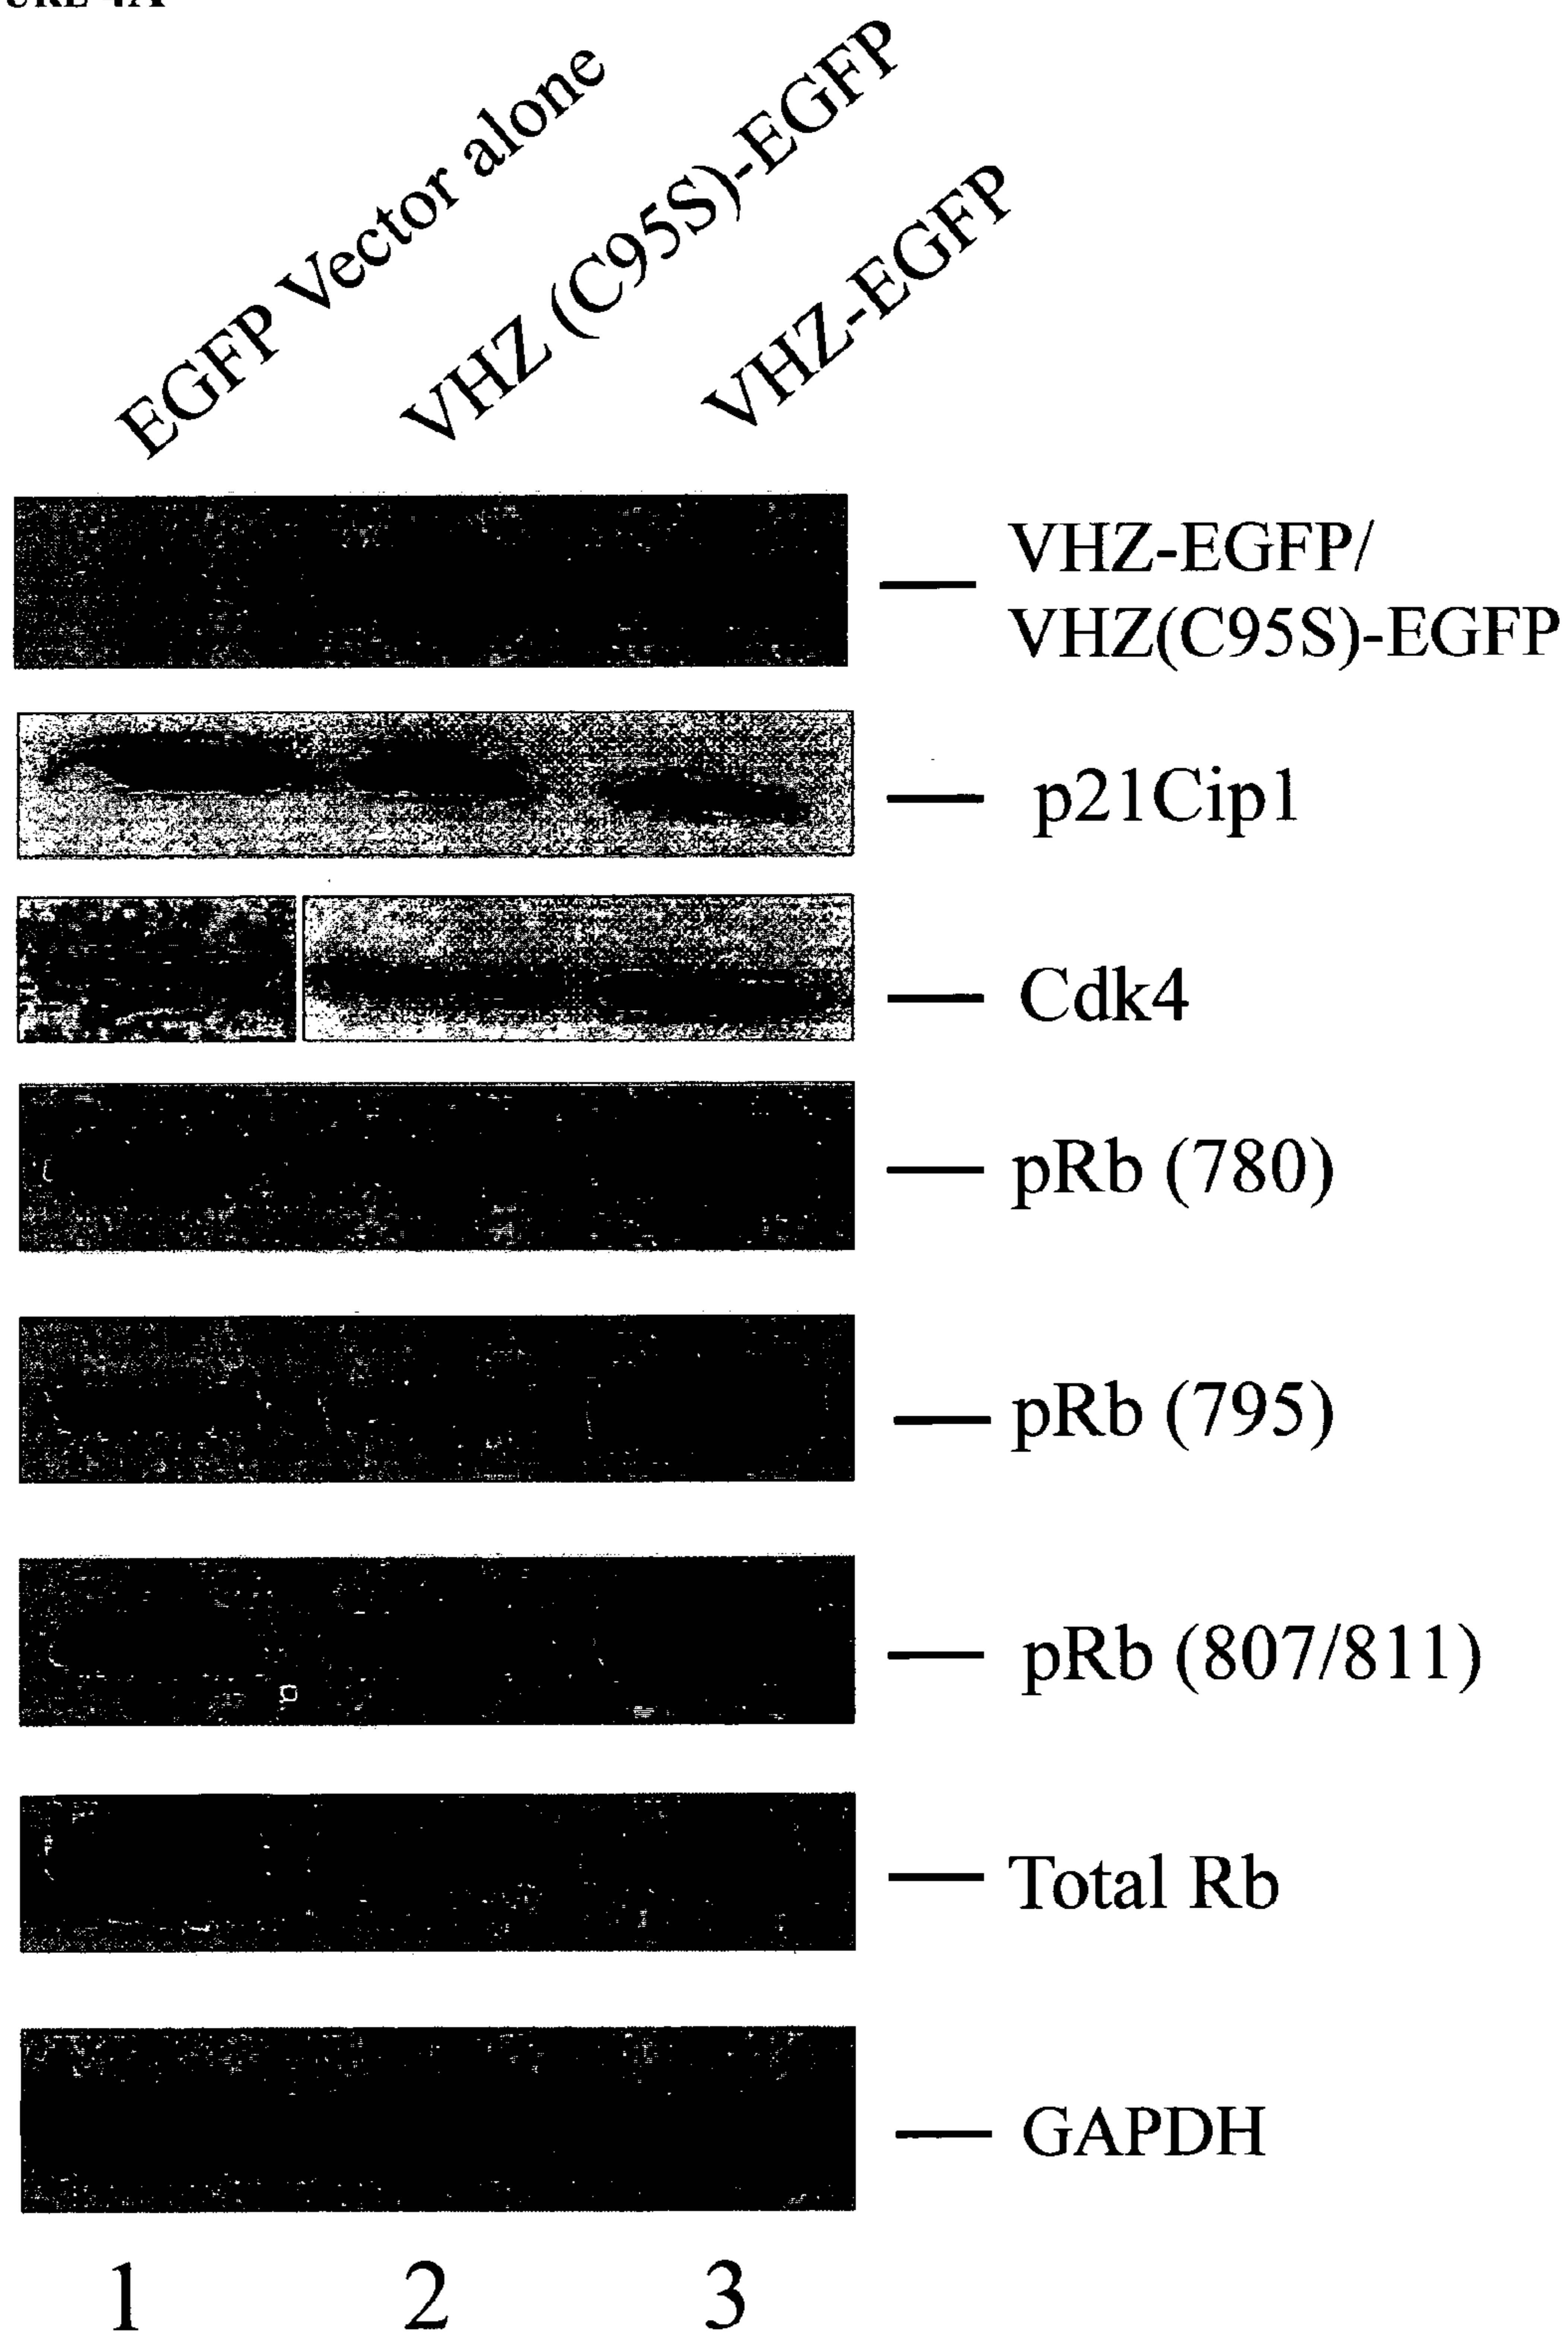 EGFP Vector alone
VHZ (C95S)-EGFP
VHZ-EGFP
VHZ-EGFP/
VHZ(C95S)-EGFP
p21Cip1
Cdk4
pRb (780)
pRb (795)
pRb (807/811)
Total Rb
GAPDH
1 2 3